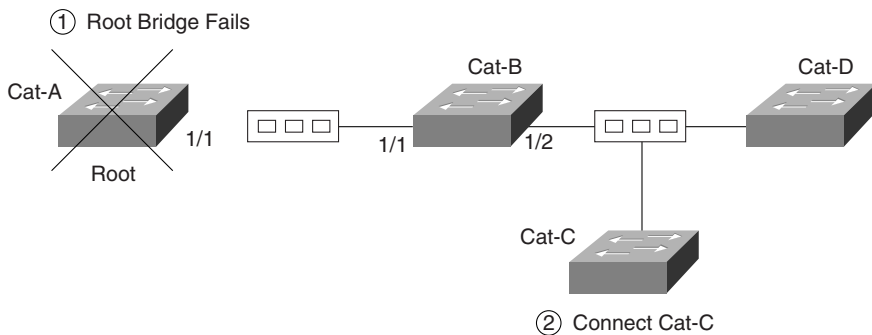 ① Root Bridge Fails
Cat-A
Cat-B
Cat-D
1/1
1/1
1/2
Root
Cat-C
② Connect Cat-C